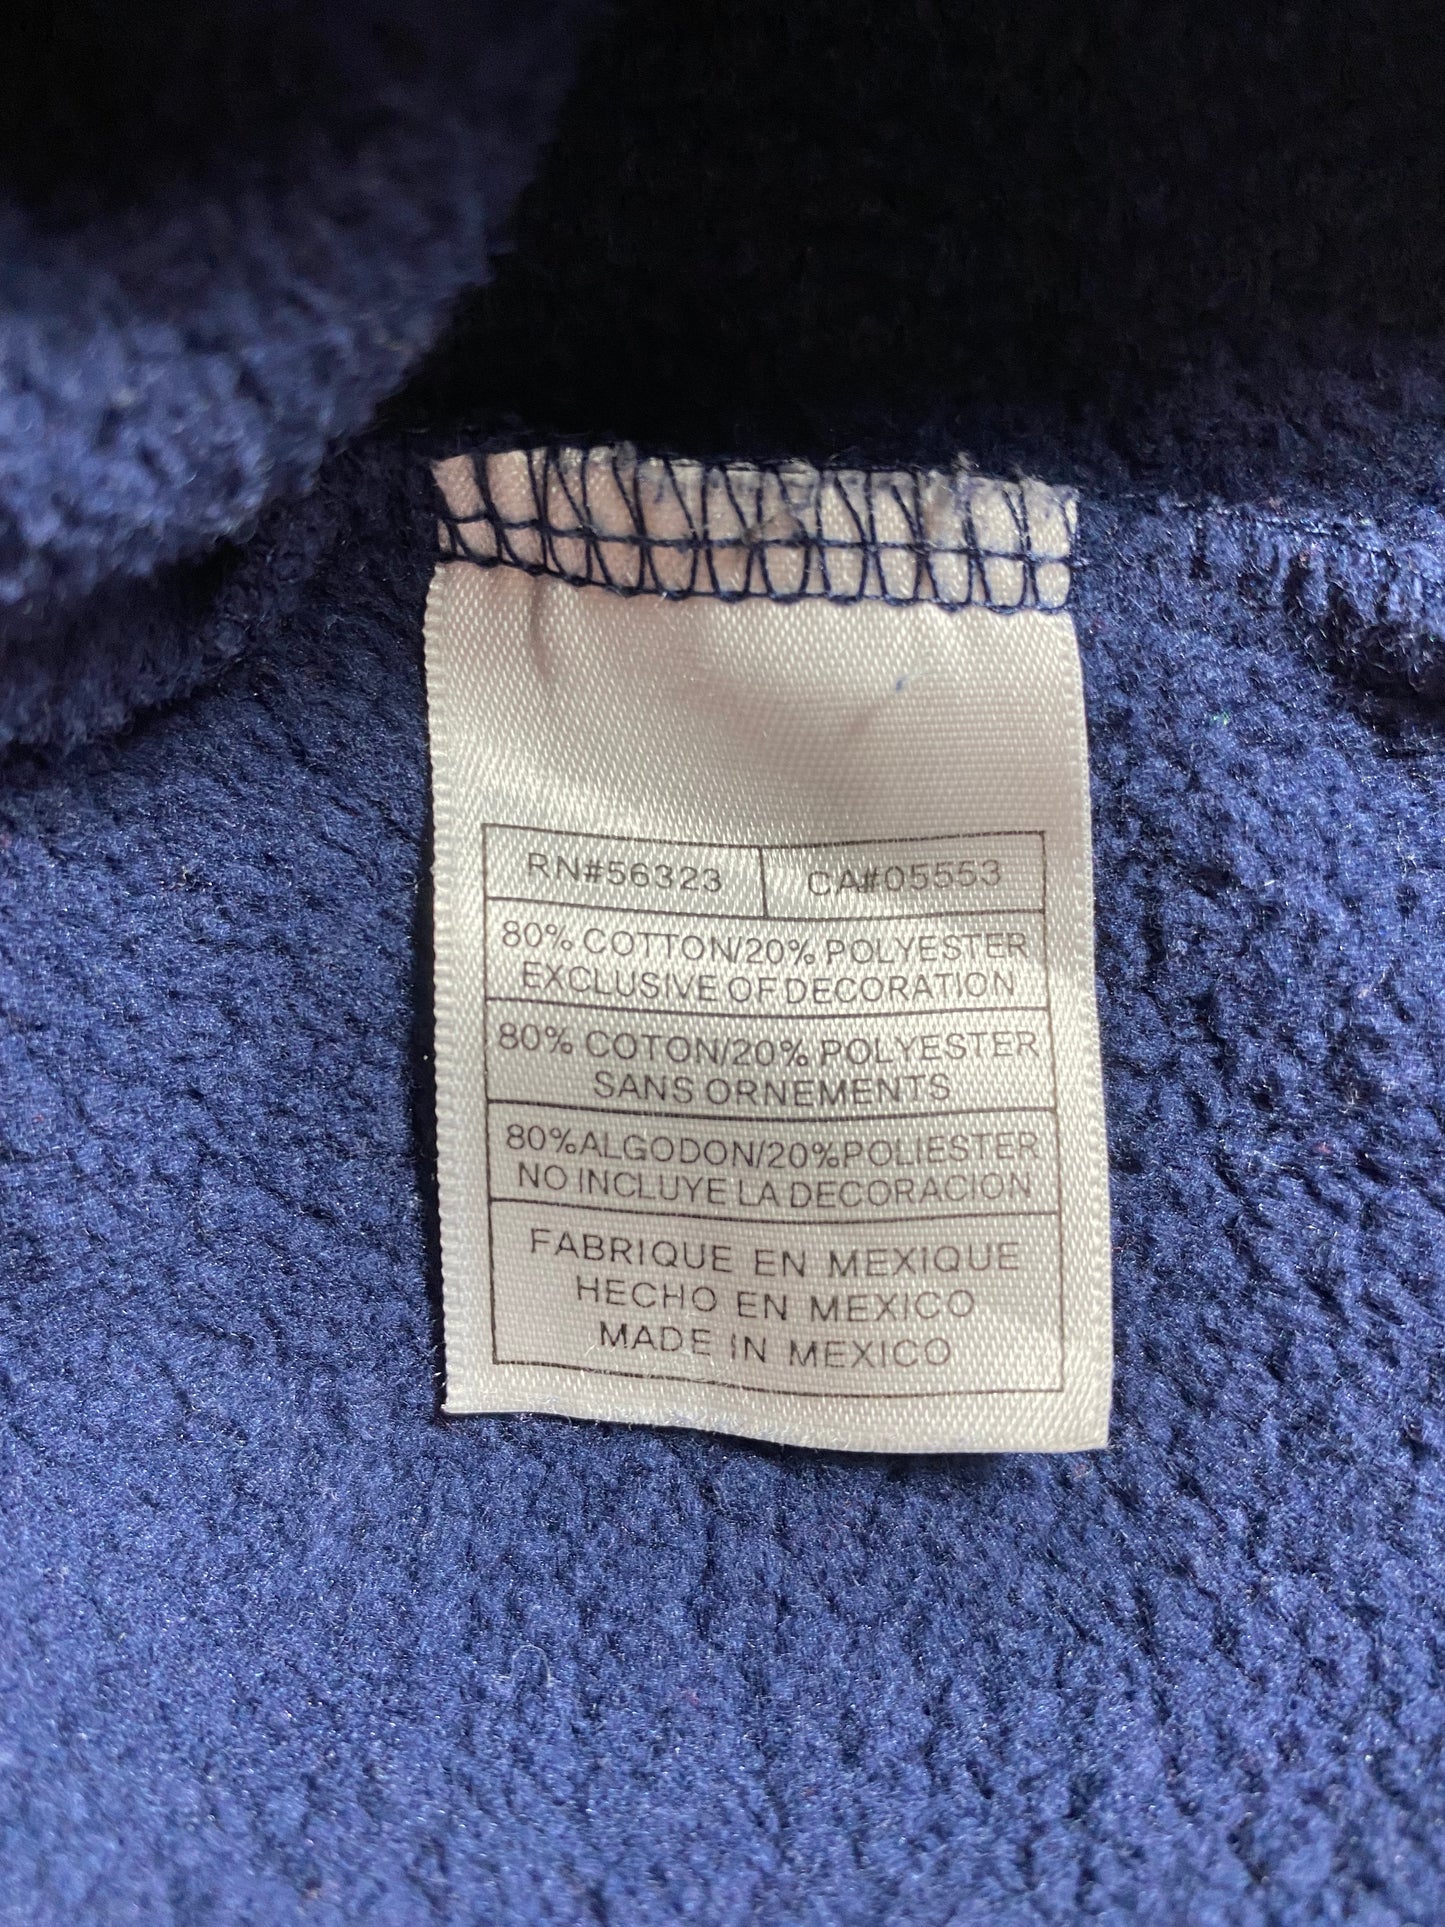 RN#56323 CA#05553
80% COTTON/20% POLYESTER
EXCLUSIVE OF DECORATION
80% COTON/20% POLYESTER
SANS ORNEMENTS
80%ALGODON/20%POLIESTER
NO INCLUYE LA DECORACION
FABRIQUE EN MEXIQUE
HECHO EN MEXICO
MADE IN MEXICO